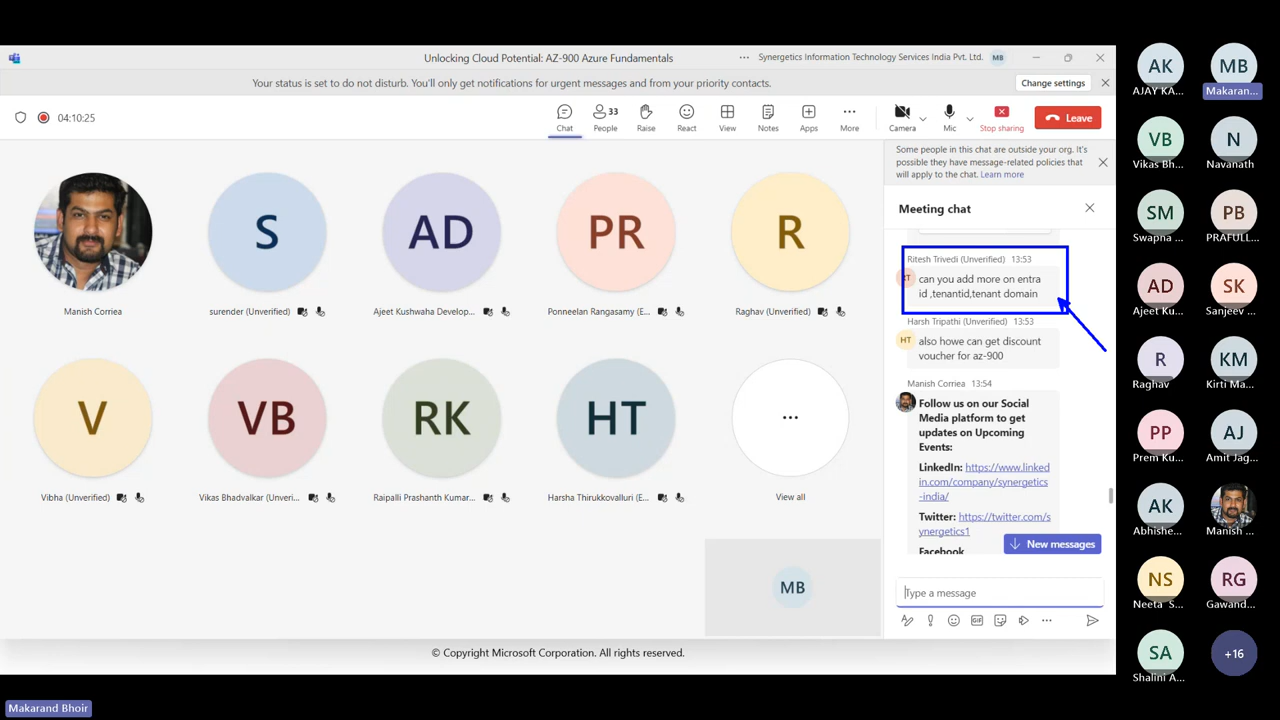 Unlocking Cloud Potential: AZ-900 Azure Fundamentals
Synergetics Information Technology Services India Pvt. Ltd.
MB
Your status is set to do not disturb. You'll only get notifications for urgent messages and from your priority contacts.
Change settings
04:10:25
Chat
33
People
Raise
React
View
Notes
Apps
More
Camera
Mic
Stop sharing
Leave
Manish Corriea
S
surender (Unverified)
AD
Ajeet Kushwaha Develop...
PR
Ponneelan Rangasamy (E...
R
Raghav (Unverified)
V
Vibha (Unverified)
VB
Vikas Bhadvalkar (Unveri...
RK
Raipalli Prashanth Kumar...
HT
Harsha Thirukkovalluri (E...
View all
MB
Some people in this chat are outside your org. It's
possible they have message-related policies that
will apply to the chat. Learn more
Meeting chat
Ritesh Trivedi (Unverified) 13:53
RT
can you add more on entra
id ,tenantid,tenant domain
Harsh Tripathi (Unverified) 13:53
HT
also howe can get discount
voucher for az-900
Manish Corriea 13:54
Follow us on our Social
Media platform to get
updates on Upcoming
Events:
LinkedIn: https://www.linked
in.com/company/synergetics
-india/
Twitter: https://twitter.com/s
ynergetics1
Facebook
New messages
Type a message
GIF
© Copyright Microsoft Corporation. All rights reserved.
AK
AJAY KA...
MB
Makaran...
VB
Vikas Bh...
N
Navanath
SM
Swapna ...
PB
PRAFULL...
AD
Ajeet Ku...
SK
Sanjeev ...
R
Raghav
KM
Kirti Ma...
PP
Prem Ku...
AJ
Amit Jag...
AK
Abhishe...
Manish ...
NS
Neeta S...
RG
Gawand...
SA
Shalini A...
+16
Makarand Bhoir